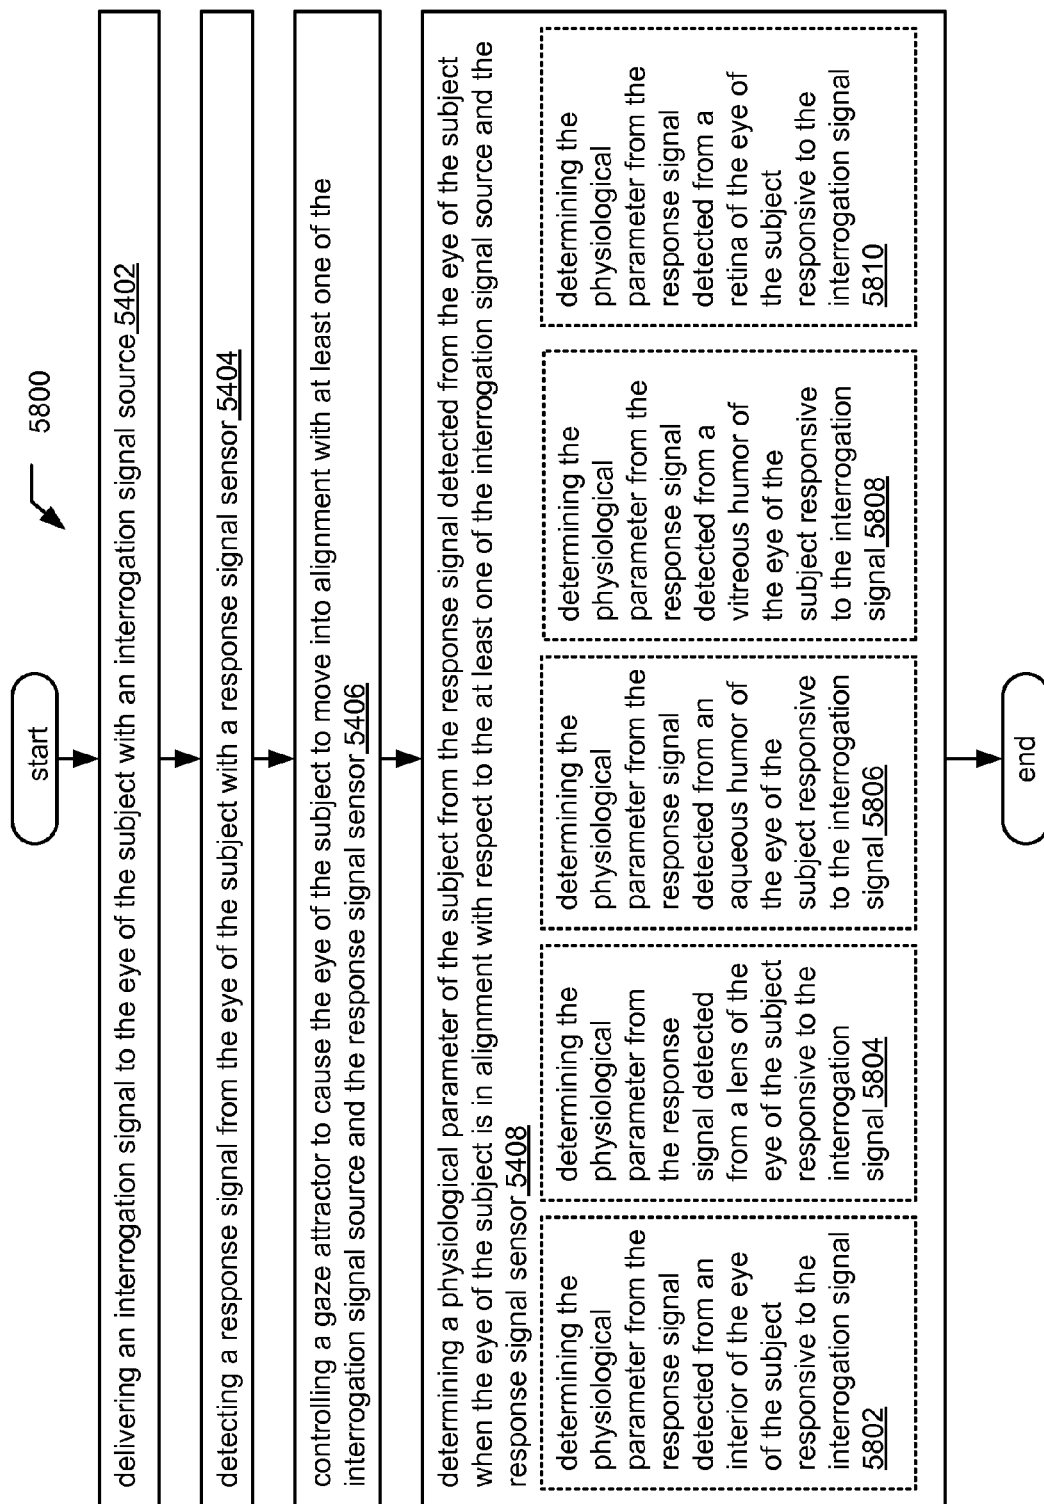 start
5800
delivering an interrogation signal to the eye of the subject with an interrogation signal source 5402
detecting a response signal from the eye of the subject with a response signal sensor 5404
controlling a gaze attractor to cause the eye of the subject to move into alignment with at least one of the
interrogation signal source and the response signal sensor 5406
determining a physiological parameter of the subject from the response signal detected from the eye of the subject
when the eye of the subject is in alignment with respect to the at least one of the interrogation signal source and the
response signal sensor 5408
determining the
physiological
parameter from the
response signal
detected from an
interior of the eye
of the subject
responsive to the
interrogation signal
5802
determining the
physiological
parameter from
the response
signal detected
from a lens of the
eye of the subject
responsive to the
interrogation
signal 5804
determining the
physiological
parameter from the
response signal
detected from an
aqueous humor of
the eye of the
subject responsive
to the interrogation
signal 5806
determining the
physiological
parameter from the
response signal
detected from a
vitreous humor of
the eye of the
subject responsive
to the interrogation
signal 5808
determining the
physiological
parameter from the
response signal
detected from a
retina of the eye of
the subject
responsive to the
interrogation signal
5810
end